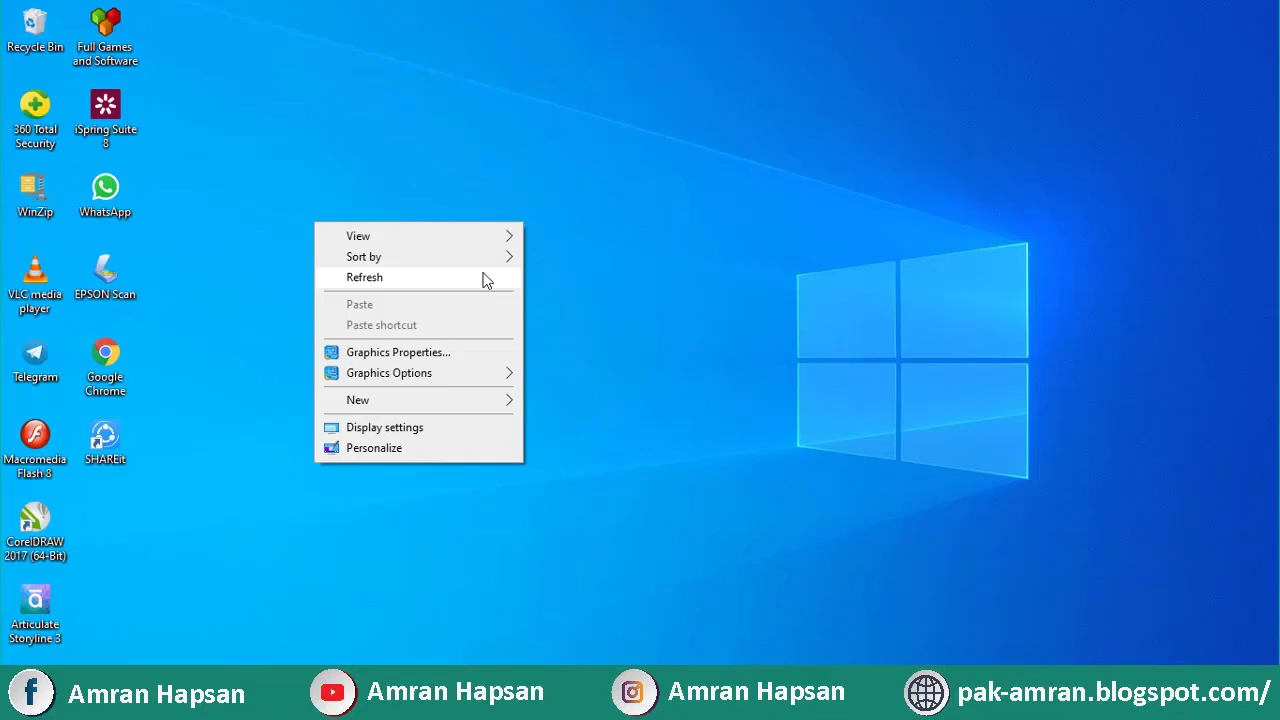 Recycle Bin
Full Games
and Software
360 Total
Security
iSpring Suite
8
WinZip
WhatsApp
VLC media
player
EPSON Scan
Telegram
Google
Chrome
Macromedia
Flash 8
SHAREit
CorelDRAW
2017 (64-Bit)
Articulate
Storyline 3
View
Sort by
Refresh
Paste
Paste shortcut
Graphics Properties...
Graphics Options
New
Display settings
Personalize
Amran Hapsan
Amran Hapsan
Amran Hapsan
pak-amran.blogspot.com/